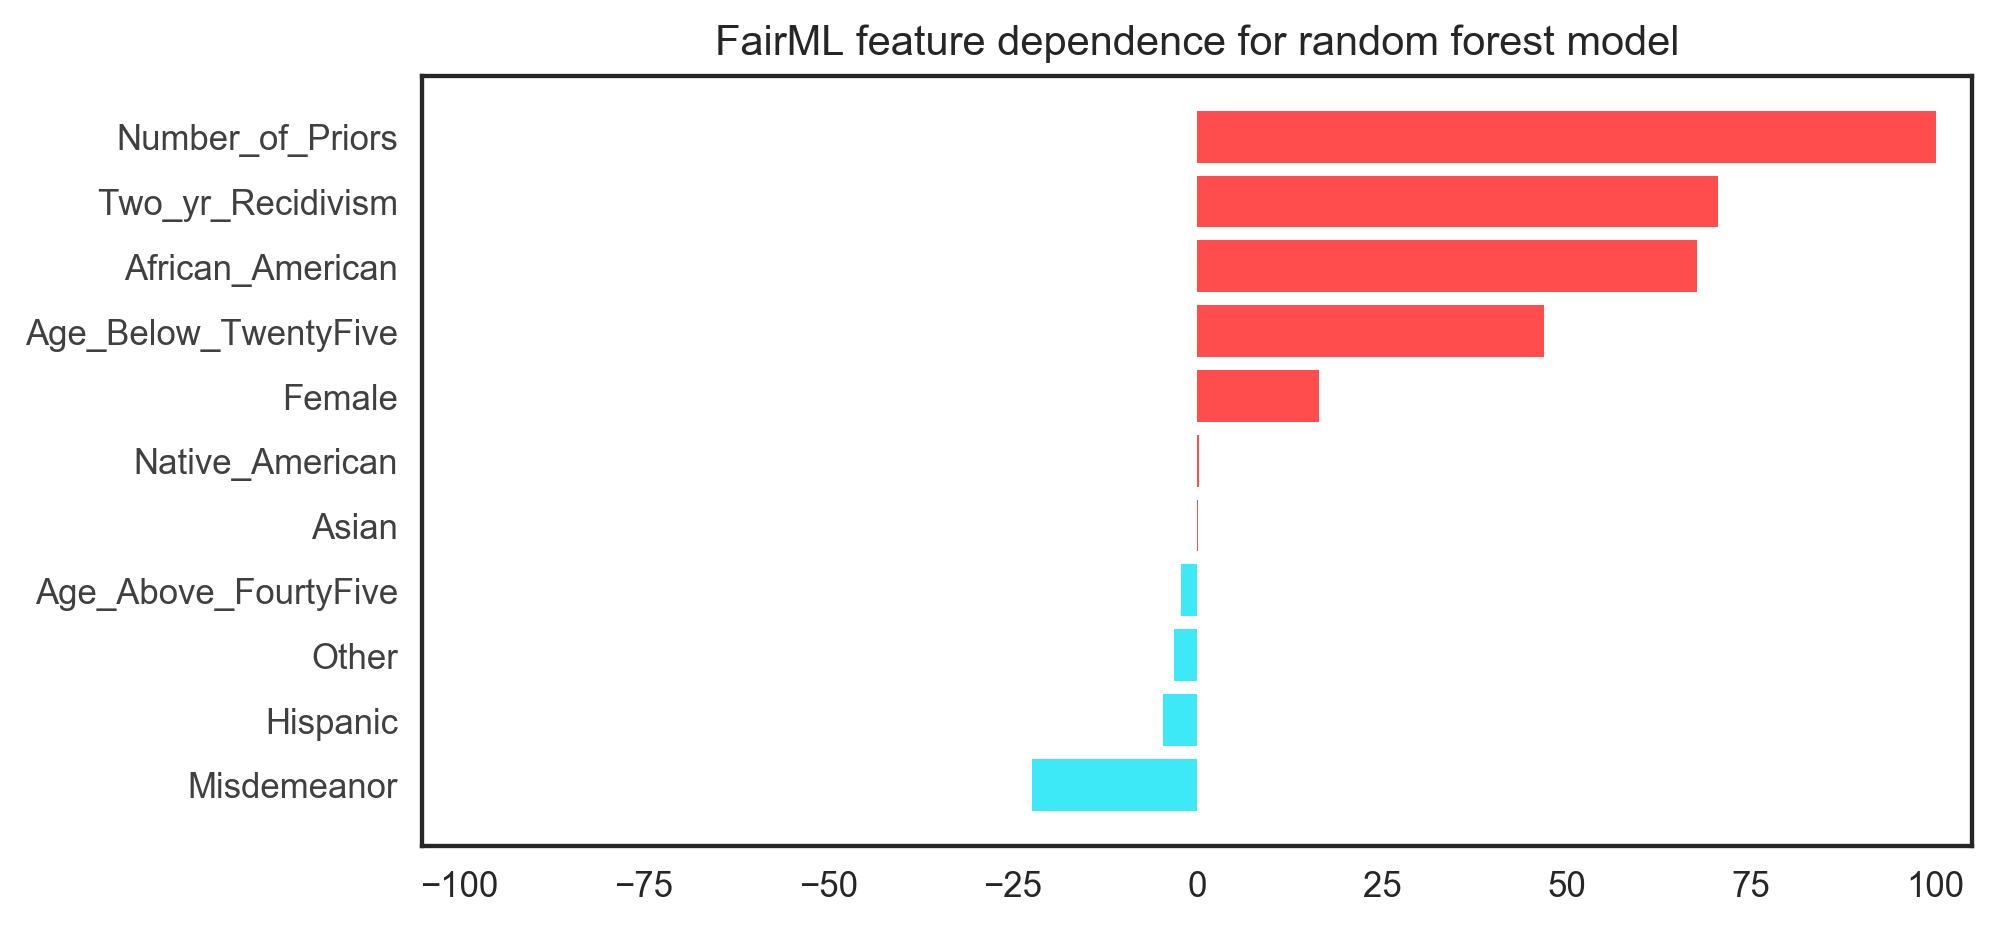 FairML feature dependence for random forest model
Number_of_Priors
Two_yr_Recidivism
African_American
Age_Below_TwentyFive
Female
Native_American
Asian
Age_Above_FourtyFive
Other
Hispanic
Misdemeanor
−100 −75 −50 −25 0 25 50 75 100